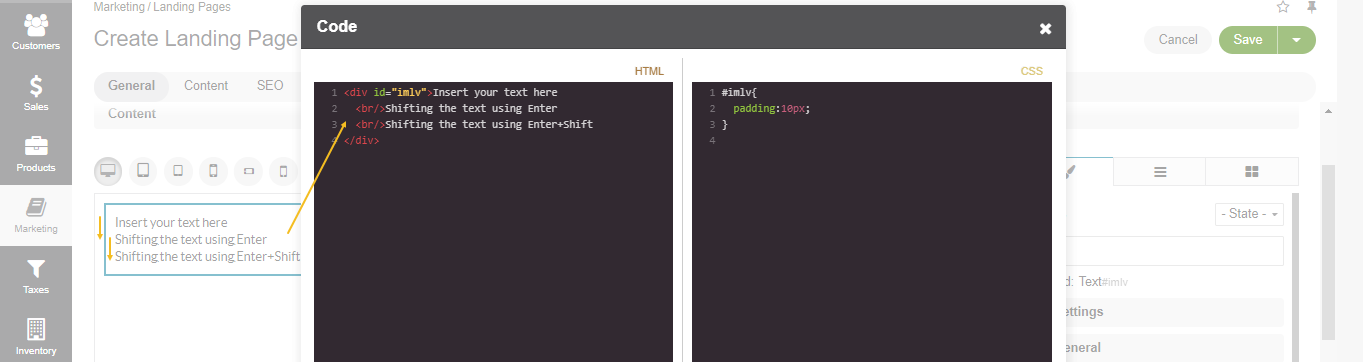 Marketing / Landing Pages
Customers
Create Landing Page
Code
Cancel
Save
HTML
CSS
General
Content
SEO
Sales
Content
1 <div id="imlv">Insert your text here
2 <br/>Shifting the text using Enter
3 <br/>Shifting the text using Enter+Shift
4 </div>
1 #imlv{
2 padding:10px;
3 }
4
Products
Marketing
Insert your text here
Shifting the text using Enter
Shifting the text using Enter+Shift
- State -
d: Text#imlv
Taxes
ettings
eneral
Inventory